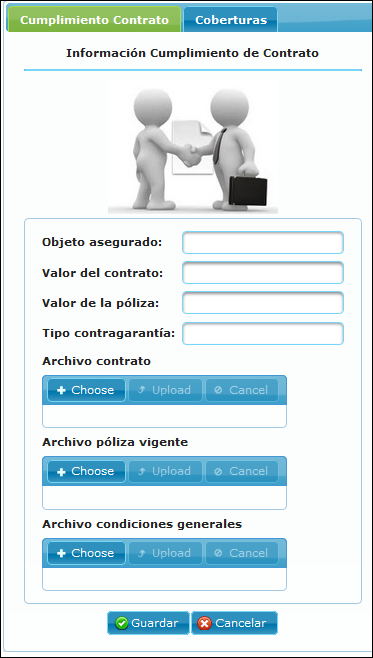 Cumplimiento Contrato Coberturas
Información Cumplimiento de Contrato
Objeto asegurado:
Valor del contrato:
Valor de la póliza:
Tipo contragarantía:
Archivo contrato
Choose Upload Cancel
Archivo póliza vigente
Choose Upload Cancel
Archivo condiciones generales
Choose Upload Cancel
Guardar Cancelar